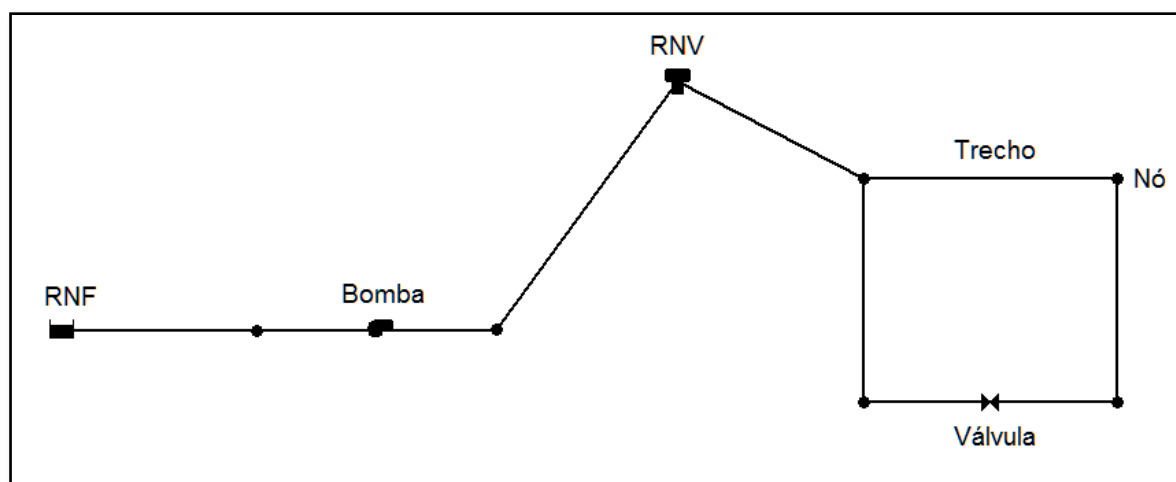 RNV
Trecho
Nó
RNF
Bomba
Válvula